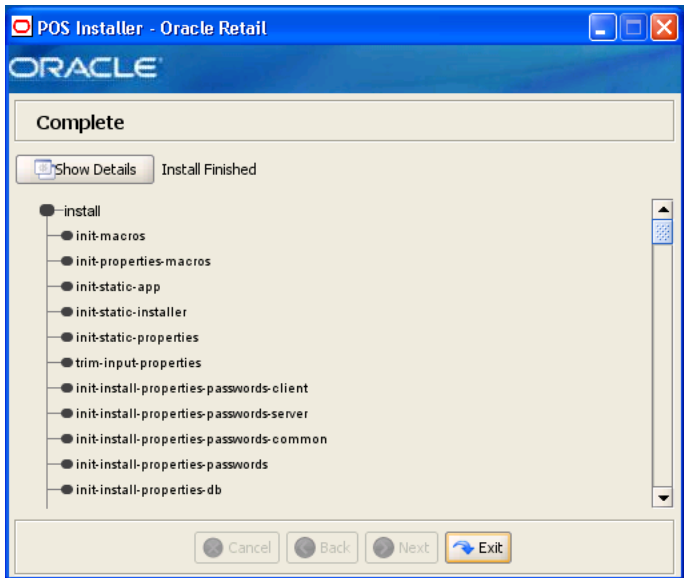 POS Installer - Oracle Retail
ORACLE
Complete
Show Details Install Finished
install
init-macros
init-properties-macros
init-static-app
init-static-installer
init-static-properties
trim-input-properties
init-install-properties-passwords-client
init-install-properties-passwords-server
init-install-properties-passwords-common
init-install-properties-passwords
init-install-properties-db
Cancel Back Next Exit